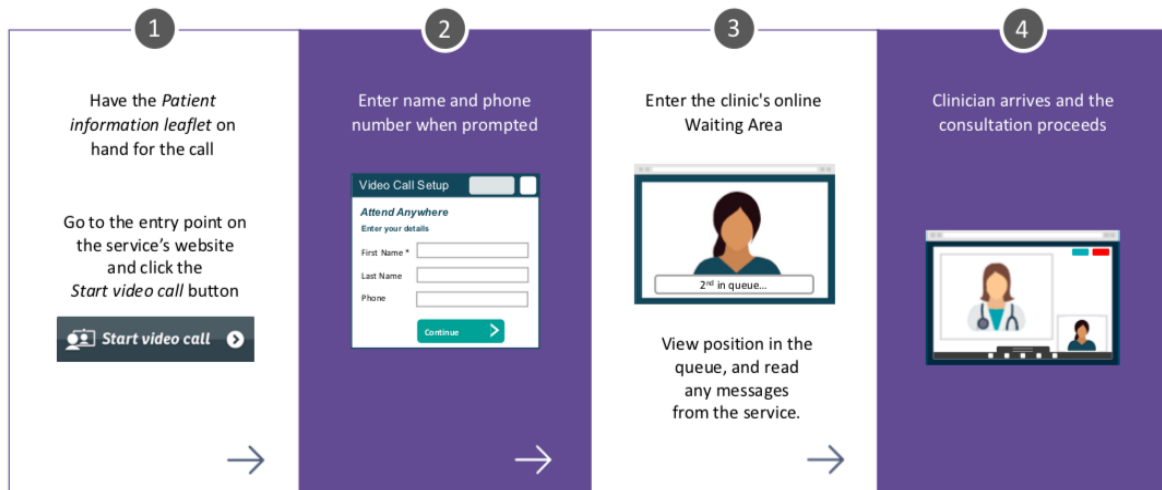 1
Have the Patient
information leaflet on
hand for the call
Go to the entry point on
the service's website
and click the
Start video call button
Start video call
2
Enter name and phone
number when prompted
Video Call Setup
Attend Anywhere
Enter your details
First Name *
Last Name
Phone
Continue
3
Enter the clinic's online
Waiting Area
2nd in queue...
View position in the
queue, and read
any messages
from the service.
4
Clinician arrives and the
consultation proceeds